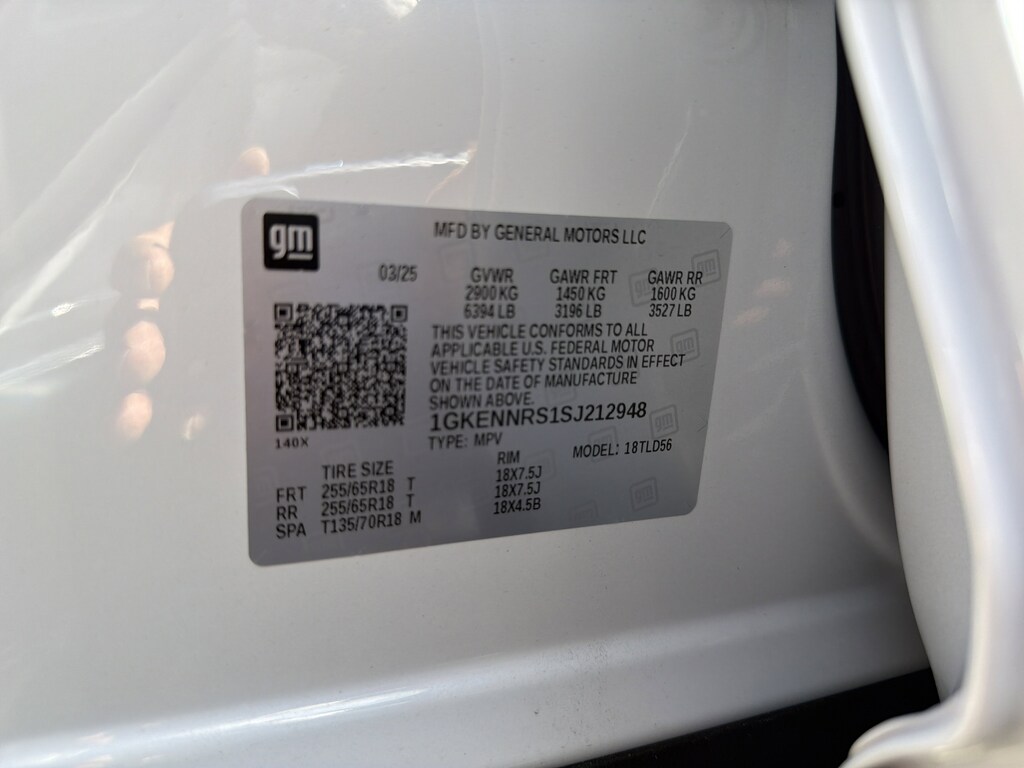 gm
MFD BY GENERAL MOTORS LLC
03/25 GVWR GAWR FRT GAWR RR
2900 KG 1450 KG 1600 KG
6394 LB 3196 LB 3527 LB
THIS VEHICLE CONFORMS TO ALL
APPLICABLE U.S. FEDERAL MOTOR
VEHICLE SAFETY STANDARDS IN EFFECT
ON THE DATE OF MANUFACTURE
SHOWN ABOVE.
1GKENNRS1SJ212948
140X
TYPE: MPV MODEL: 18TLD56
TIRE SIZE RIM
FRT 255/65R18 T 18X7.5J
RR 255/65R18 T 18X7.5J
SPA T135/70R18 M 18X4.5B